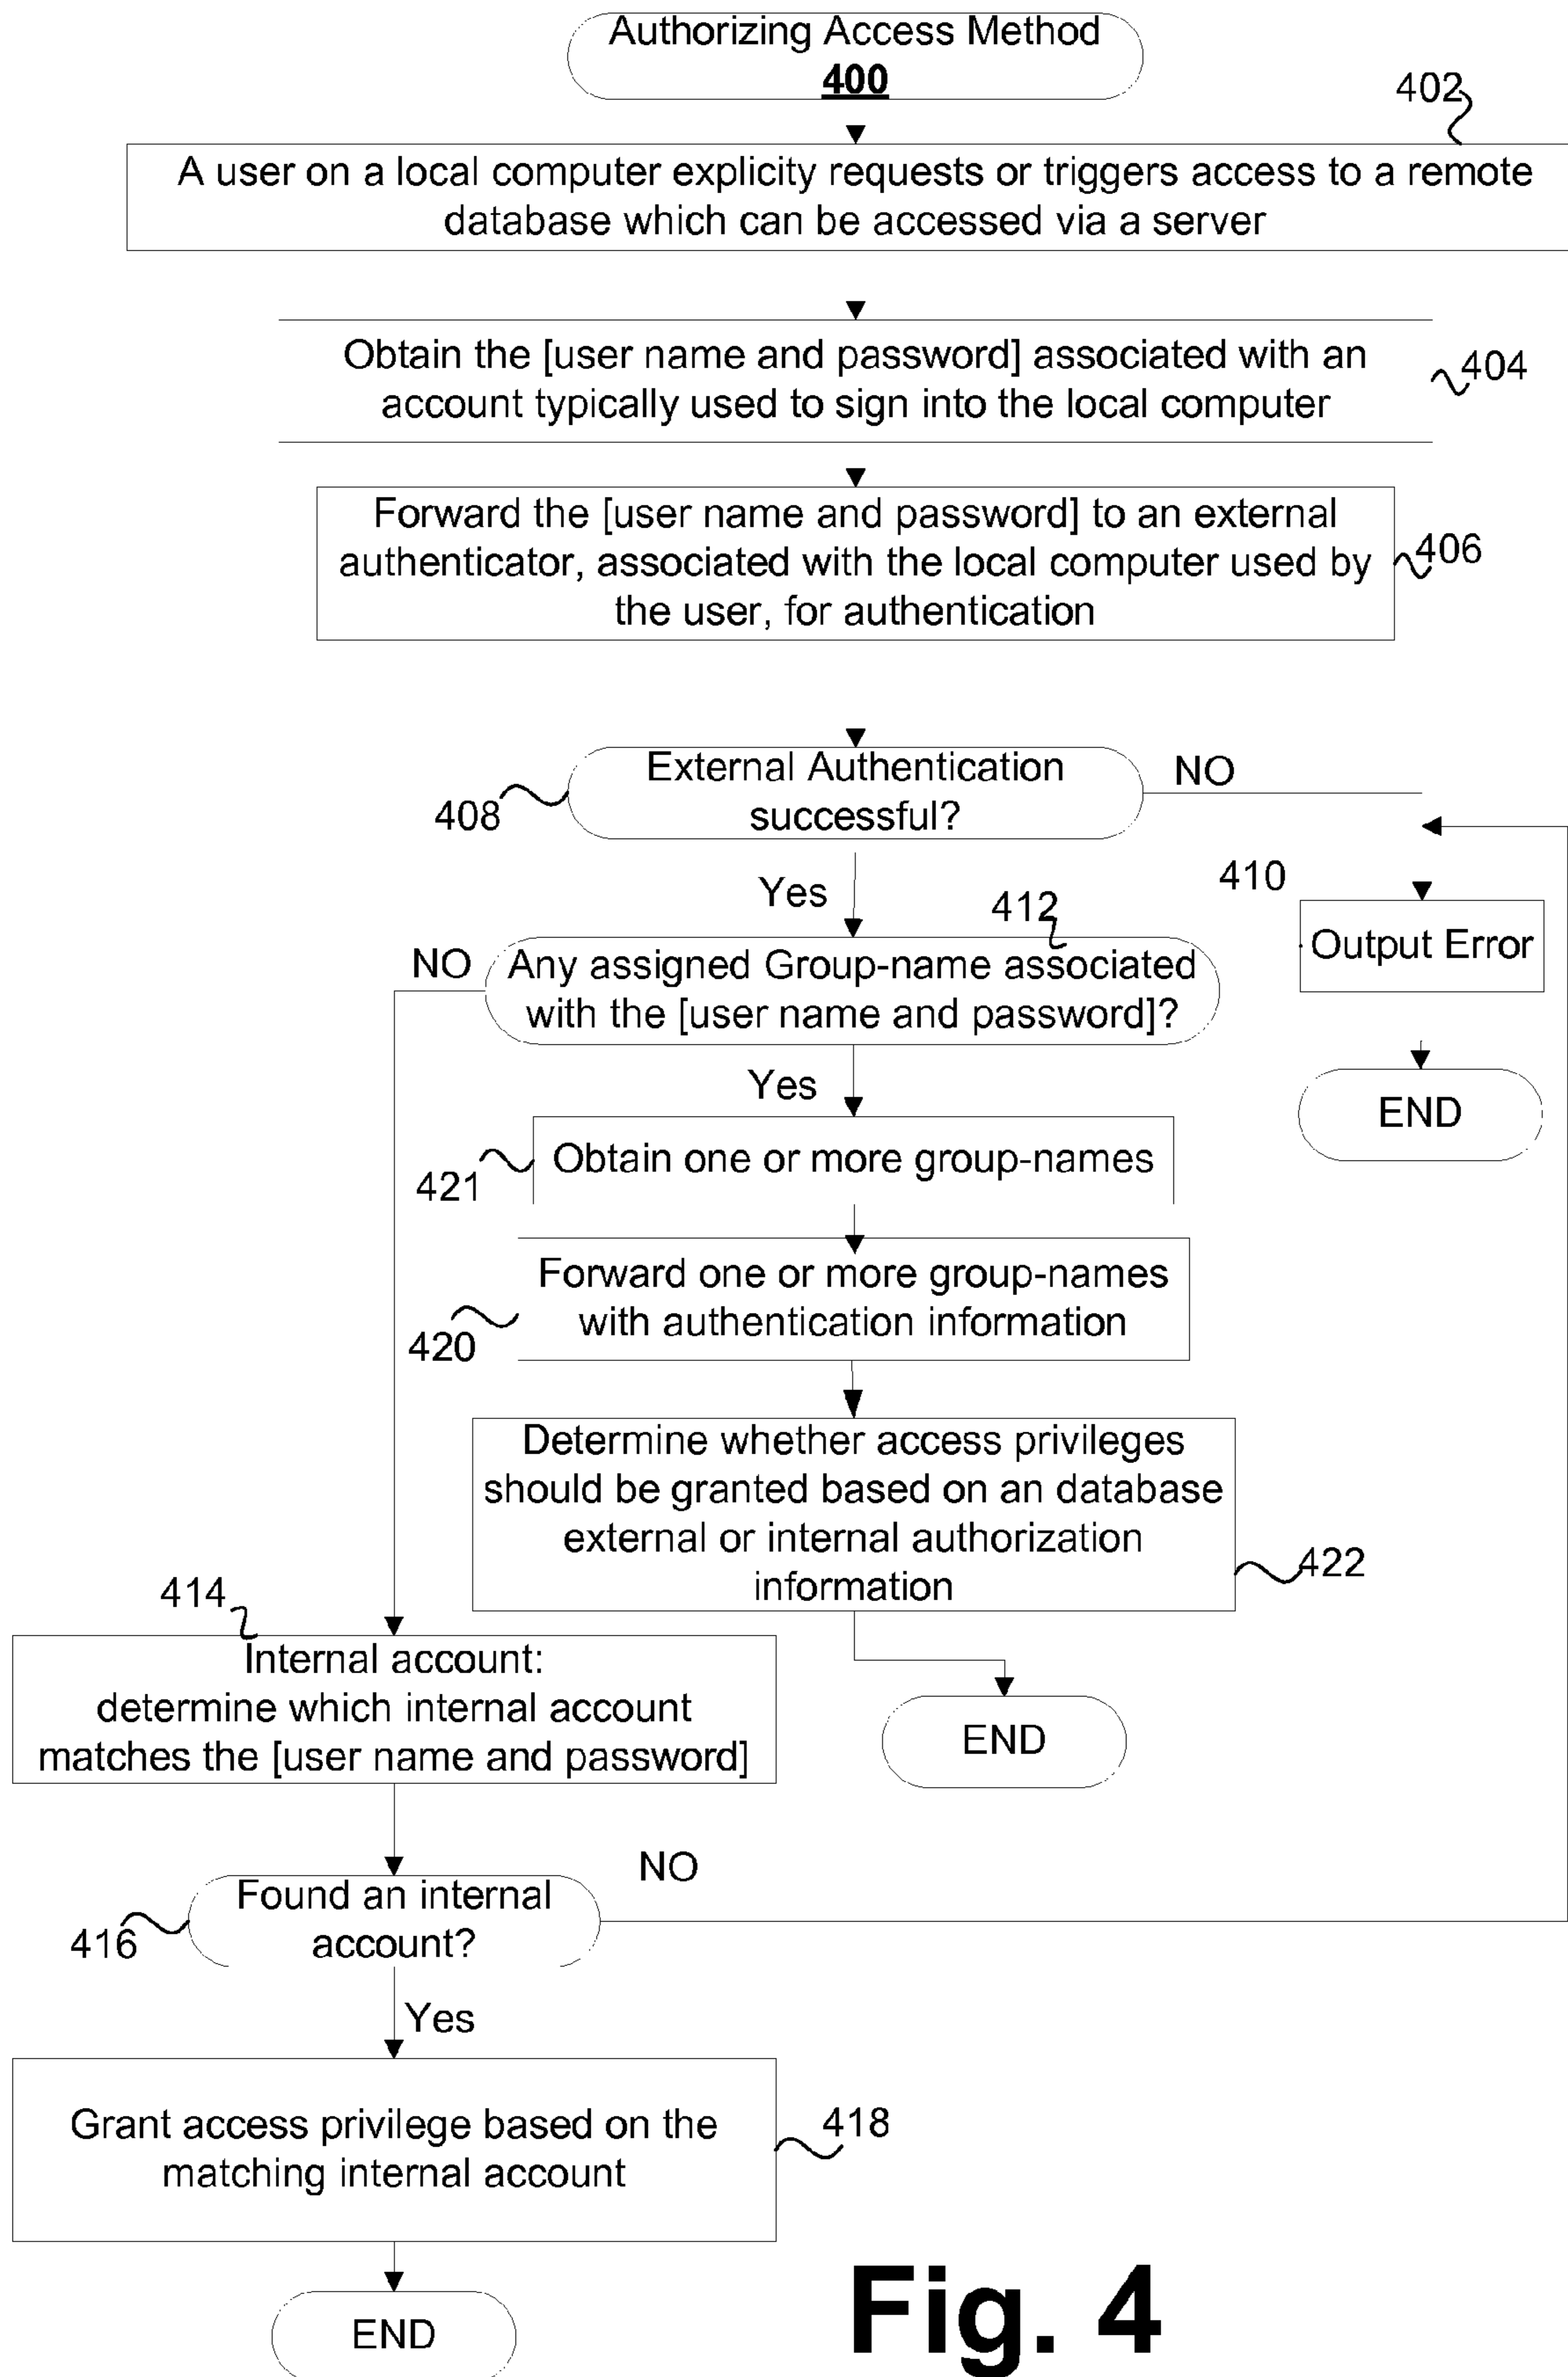 Authorizing Access Method
400
402
A user on a local computer explicity requests or triggers access to a remote
database which can be accessed via a server
Obtain the [user name and password] associated with an
account typically used to sign into the local computer
404
Forward the [user name and password] to an external
authenticator, associated with the local computer used by
the user, for authentication
406
External Authentication
successful?
NO
408
Yes
410
Output Error
END
412
NO
Any assigned Group-name associated
with the [user name and password]?
Yes
Obtain one or more group-names
421
Forward one or more group-names
with authentication information
420
Determine whether access privileges
should be granted based on an database
external or internal authorization
information
422
END
414
Internal account:
determine which internal account
matches the [user name and password]
NO
Found an internal
account?
416
Yes
Grant access privilege based on the
matching internal account
418
END
Fig. 4